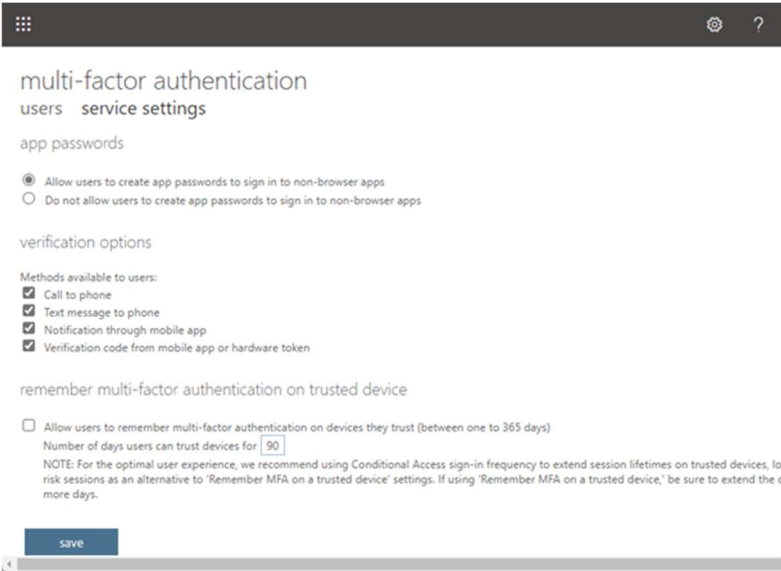 ?
multi-factor authentication
users service settings
app passwords
Allow users to create app passwords to sign in to non-browser apps
Do not allow users to create app passwords to sign in to non-browser apps
verification options
Methods available to users:
Call to phone
Text message to phone
Notification through mobile app
Verification code from mobile app or hardware token
remember multi-factor authentication on trusted device
Allow users to remember multi-factor authentication on devices they trust (between one to 365 days)
Number of days users can trust devices for 90
NOTE: For the optimal user experience, we recommend using Conditional Access sign-in frequency to extend session lifetimes on trusted devices, lo
risk sessions as an alternative to 'Remember MFA on a trusted device' settings. If using 'Remember MFA on a trusted device,' be sure to extend the
more days.
save